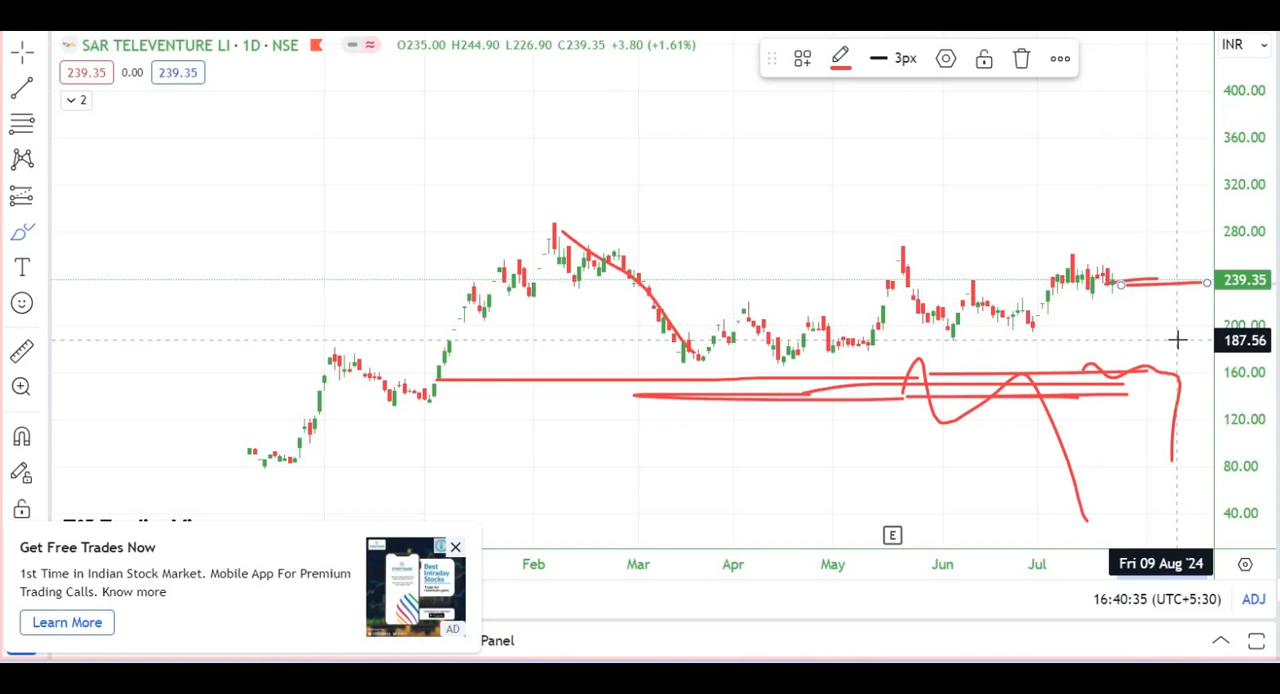 SAR TELEVENTURE LI · 1D · NSE O235.00 H244.90 L226.90 C239.35 +3.80 (+1.61%)
239.35 0.00 239.35
2
3px
INR
400.00
360.00
320.00
280.00
239.35
200.00
187.56
160.00
120.00
80.00
40.00
E
Feb Mar Apr May Jun Jul Fri 09 Aug '24
16:40:35 (UTC+5:30) ADJ
Get Free Trades Now
1st Time in Indian Stock Market. Mobile App For Premium
Trading Calls. Know more
Learn More
Best
Intraday
Stocks
AD
Panel